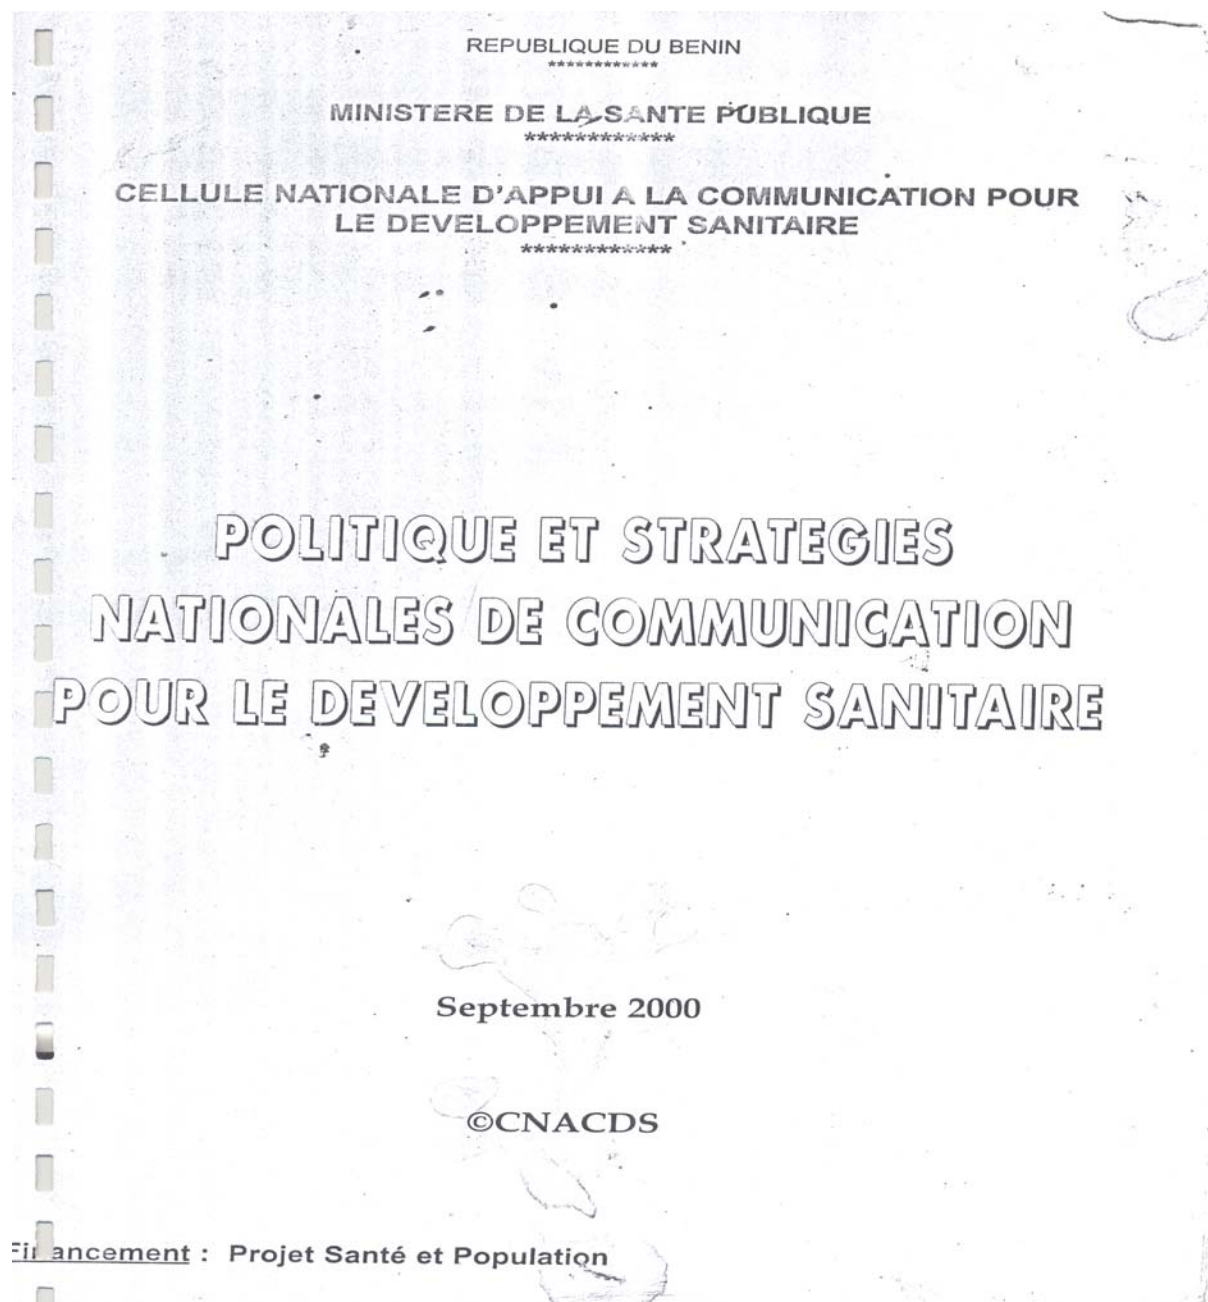 REPUBLIQUE DU BENIN
************
MINISTERE DE LA SANTE PUBLIQUE
************
CELLULE NATIONALE D'APPUI A LA COMMUNICATION POUR
LE DEVELOPPEMENT SANITAIRE
************
POLITIQUE ET STRATEGIES
NATIONALES DE COMMUNICATION
POUR LE DEVELOPPEMENT SANITAIRE
Septembre 2000
©CNACDS
Financement : Projet Santé et Population